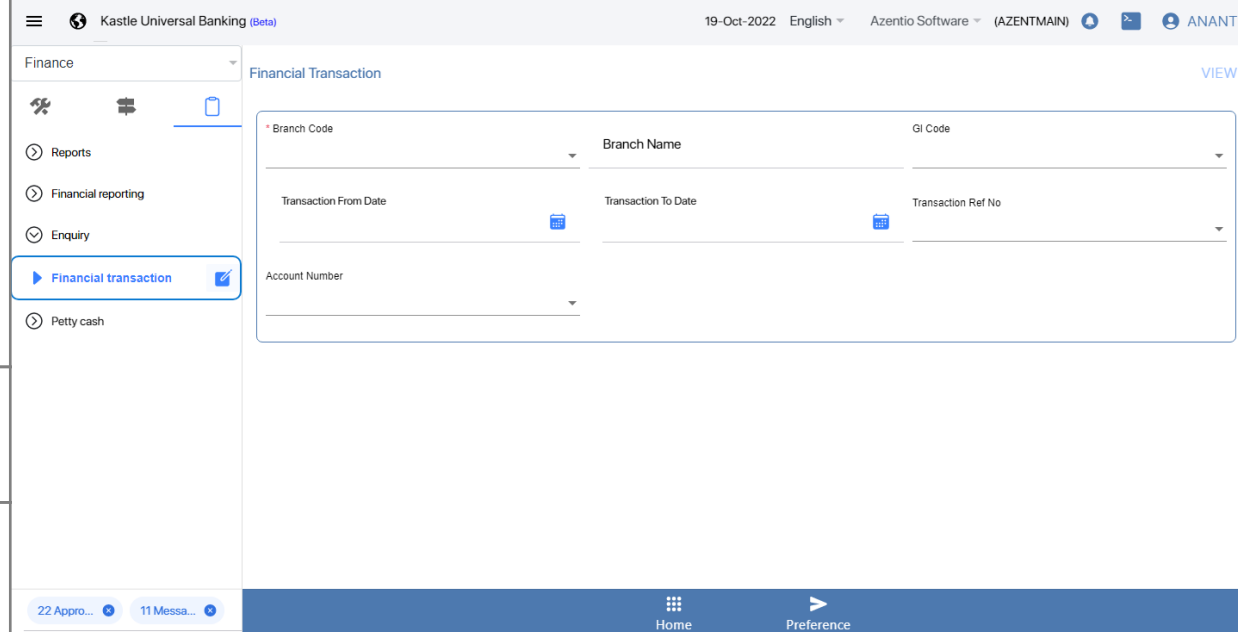 Kastle Universal Banking (Beta)
19-Oct-2022 English Azentio Software (AZENTMAIN) ANANT
Finance
Financial Transaction
VIEW
* Branch Code
Branch Name
Gl Code
Reports
Financial reporting
Transaction From Date
Transaction To Date
Transaction Ref No
Enquiry
Financial transaction
Account Number
Petty cash
22 Appro... 11 Messa...
Home
Preference